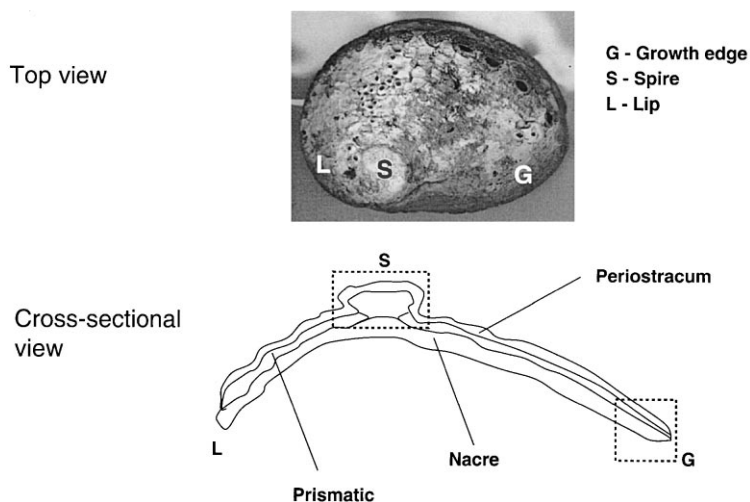 Top view
G - Growth edge
S - Spire
L - Lip
L
S
G
S
Periostracum
Cross-sectional
view
L
Nacre
G
Prismatic